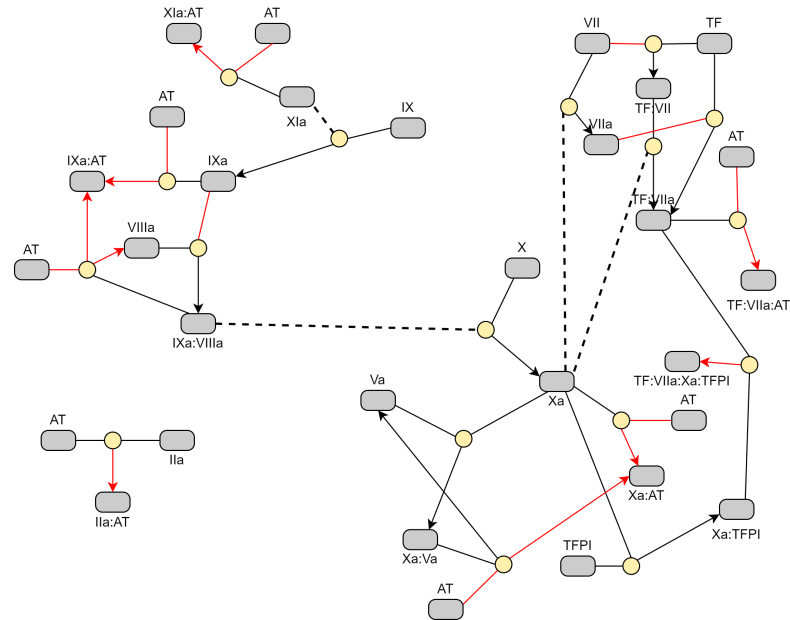 XIa:AT
AT
VII
TF
TF:VII
XIa
IX
AT
VIIa
AT
IXa:AT
IXa
TF:VIIa
VIIIa
AT
X
TF:VIIa:AT
IXa:VIIIa
Va
TF:VIIa:Xa:TFPI
Xa
AT
AT
IIa
Xa:AT
IIa:AT
Xa:TFPI
TFPI
Xa:Va
AT